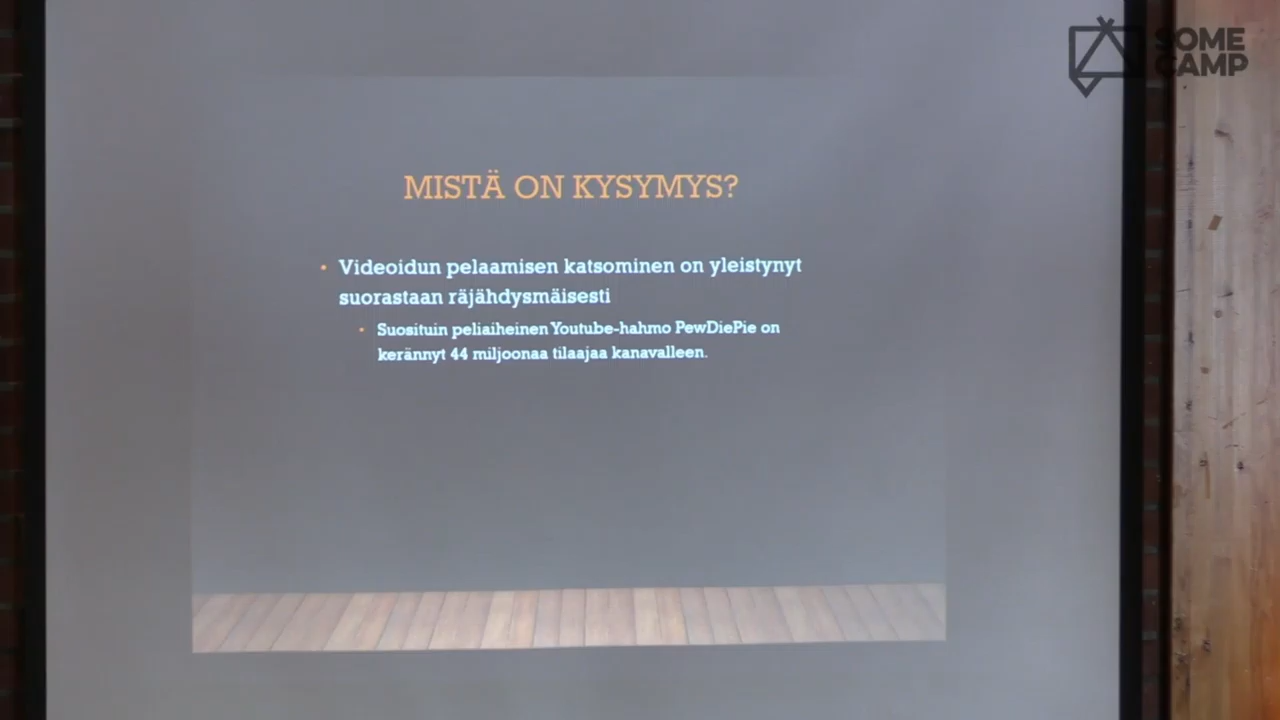 SOME
CAMP
MISTÄ ON KYSYMYS?
• Videoidun pelaamisen katsominen on yleistynyt
suorastaan räjähdysmäisesti
• Suosituin peliaiheinen Youtube-hahmo PewDiePie on
kerännyt 44 miljoonaa tilaajaa kanavalleen.